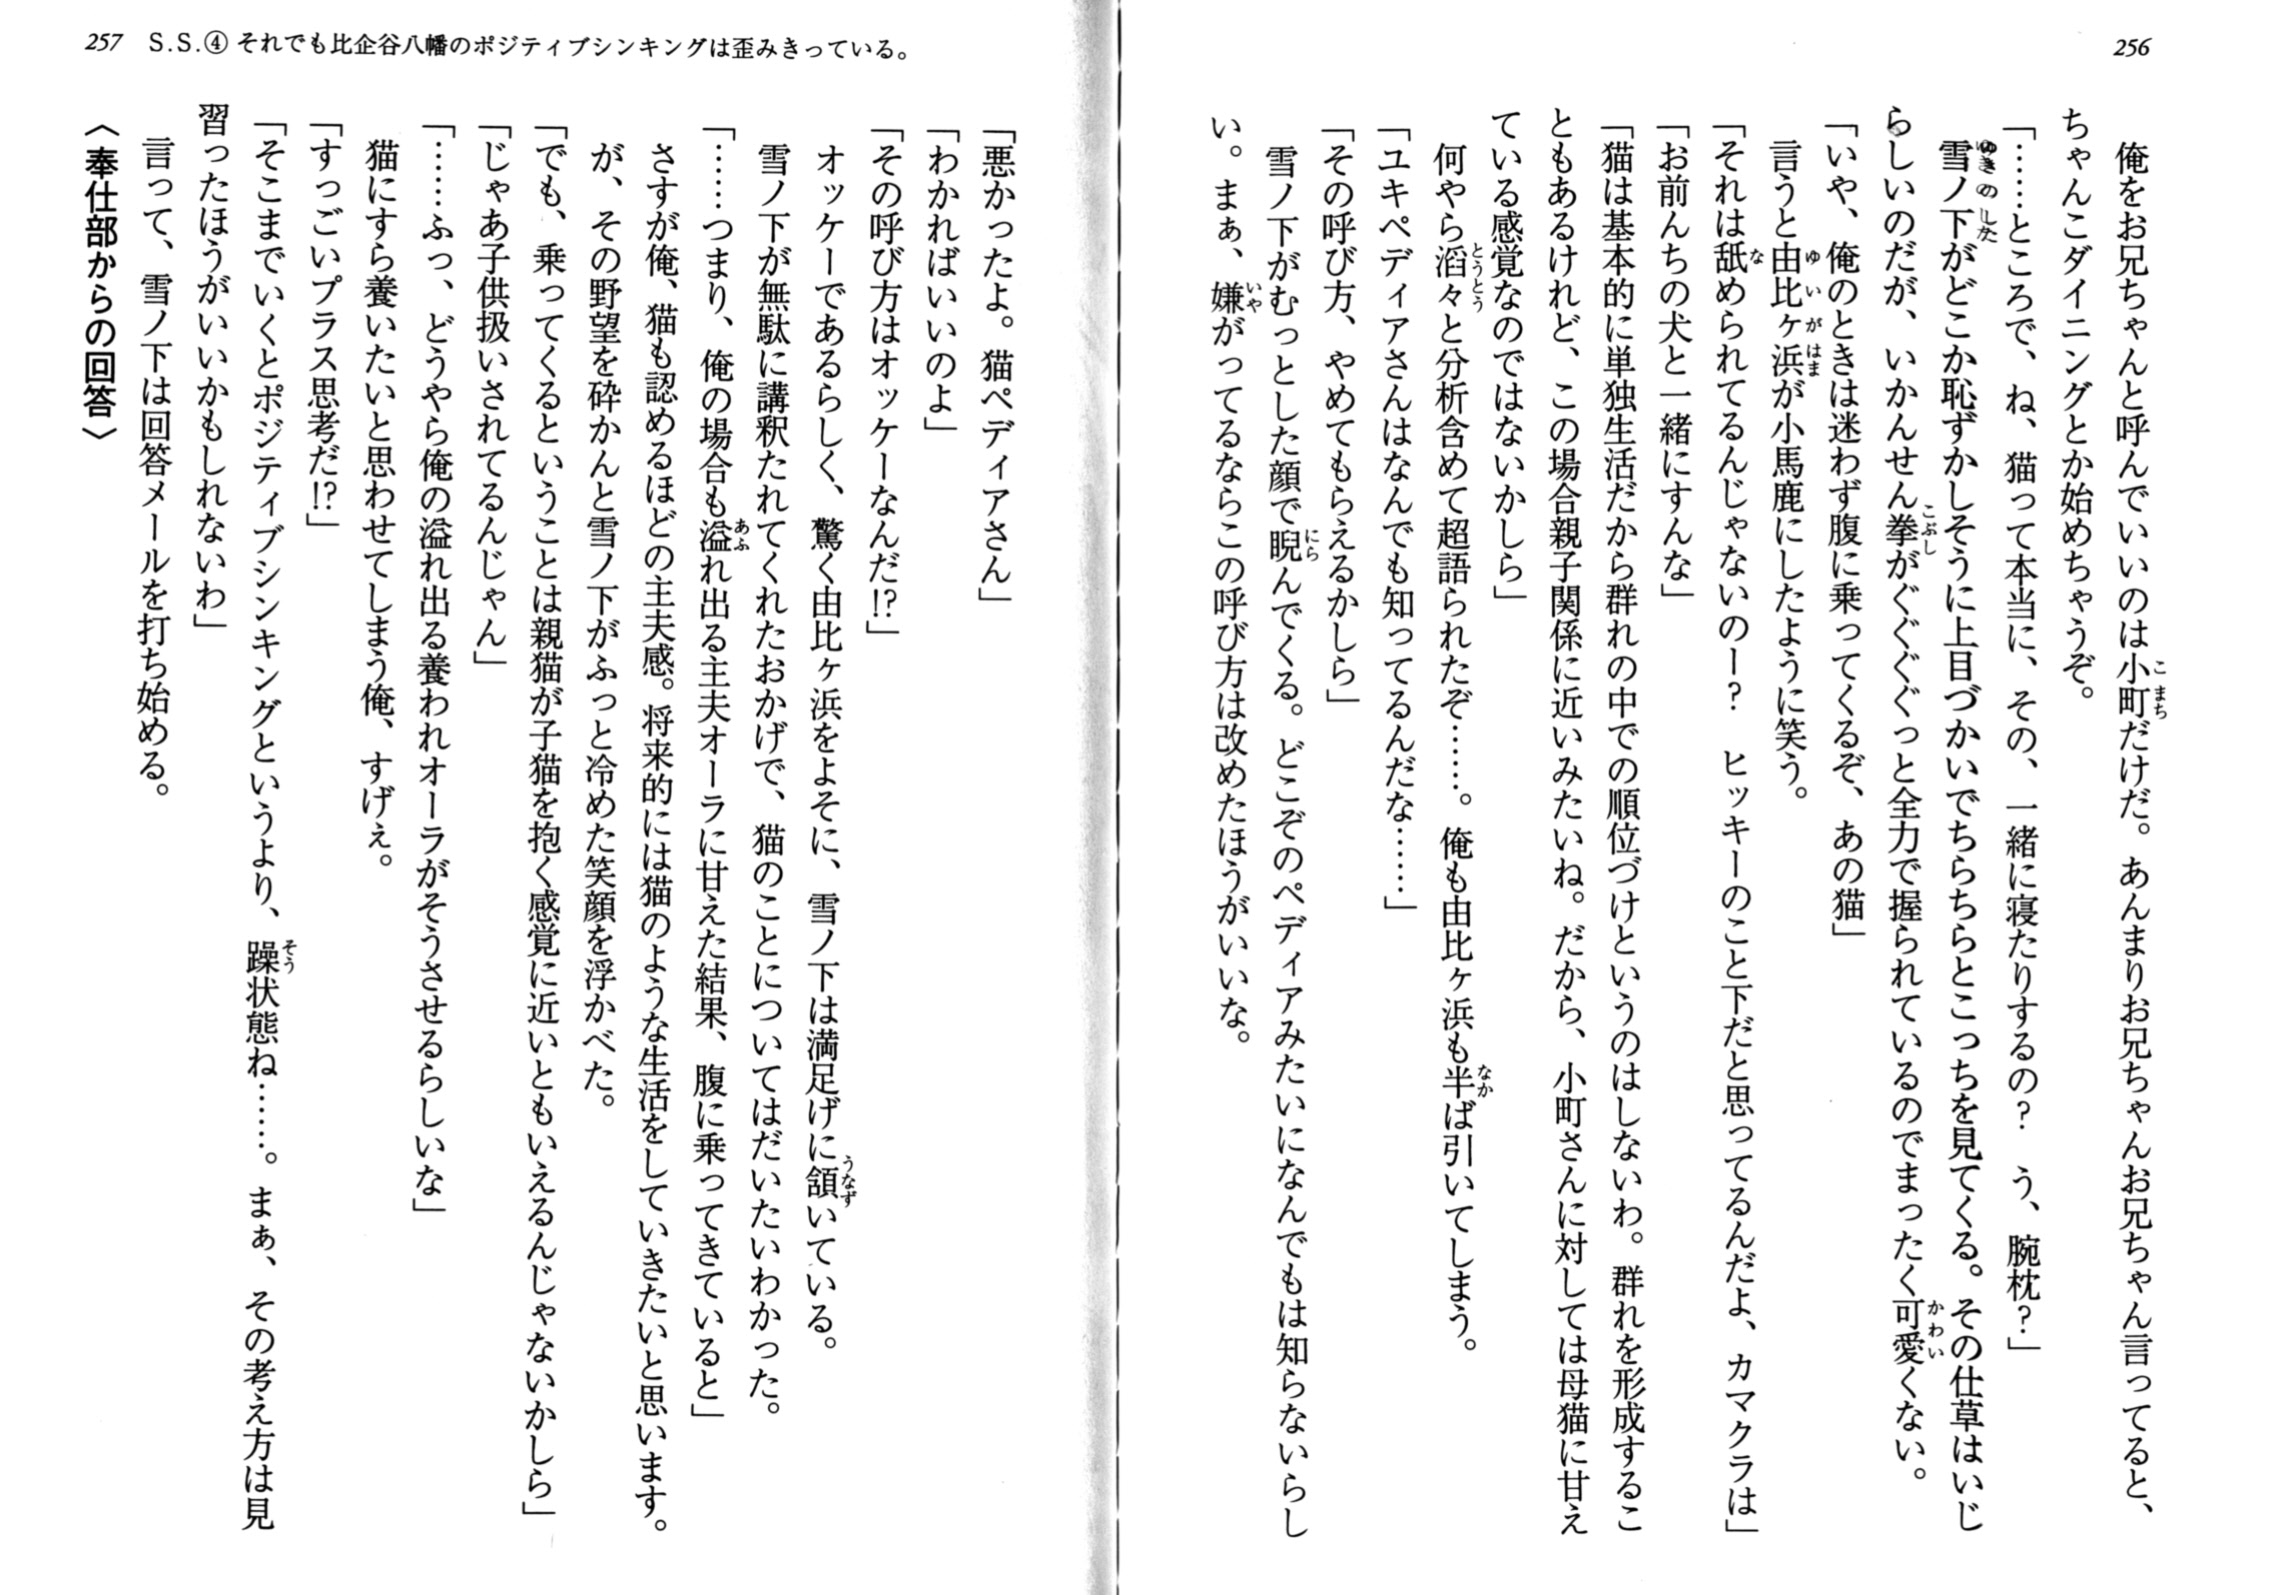 256
俺をお兄ちゃんと呼んでいいのは小町だけだ。あんまりお兄ちゃんお兄ちゃん言ってると、
ちゃんこダイニングとか始めちゃうぞ。
「……ところで、ね、猫って本当に、その、一緒に寝たりするの？　う、腕枕？」
雪ノ下がどこか恥ずかしそうに上目づかいでちらちらとこっちを見てくる。その仕草はいじ
らしいのだが、いかんせん拳がぐぐぐぐっと全力で握られているのでまったく可愛くない。
「いや、俺のときは迷わず腹に乗ってくるぞ、あの猫」
言うと由比ヶ浜が小馬鹿にしたように笑う。
「それは舐められてるんじゃないのー？　ヒッキーのこと下だと思ってるんだよ、カマクラは」
「お前んちの犬と一緒にすんな」
「猫は基本的に単独生活だから群れの中での順位づけというのはしないわ。群れを形成するこ
ともあるけれど、この場合親子関係に近いみたいね。だから、小町さんに対しては母猫に甘え
ている感覚なのではないかしら」
何やら滔々と分析含めて超語られたぞ……。俺も由比ヶ浜も半ば引いてしまう。
「ユキペディアさんはなんでも知ってるんだな……」
「その呼び方、やめてもらえるかしら」
雪ノ下がむっとした顔で睨んでくる。どこぞのペディアみたいになんでもは知らないらし
い。まぁ、嫌がってるならこの呼び方は改めたほうがいいな。
257 S.S.④ それでも比企谷八幡のポジティブシンキングは歪みきっている。
「悪かったよ。猫ペディアさん」
「わかればいいのよ」
「その呼び方はオッケーなんだ!?」
オッケーであるらしく、驚く由比ヶ浜をよそに、雪ノ下は満足げに頷いている。
雪ノ下が無駄に講釈たれてくれたおかげで、猫のことについてはだいたいわかった。
「……つまり、俺の場合も溢れ出る主夫オーラに甘えた結果、腹に乗ってきていると」
さすが俺、猫も認めるほどの主夫感。将来的には猫のような生活をしていきたいと思います。
が、その野望を砕かんと雪ノ下がふっと冷めた笑顔を浮かべた。
「でも、乗ってくるということは親猫が子猫を抱く感覚に近いともいえるんじゃないかしら」
「じゃあ子供扱いされてるんじゃん」
「……ふっ、どうやら俺の溢れ出る養われオーラがそうさせるらしいな」
猫にすら養いたいと思わせてしまう俺、すげぇ。
「すっごいプラス思考だ!?」
「そこまでいくとポジティブシンキングというより、躁状態ね……。まぁ、その考え方は見
習ったほうがいいかもしれないわ」
言って、雪ノ下は回答メールを打ち始める。
〈奉仕部からの回答〉